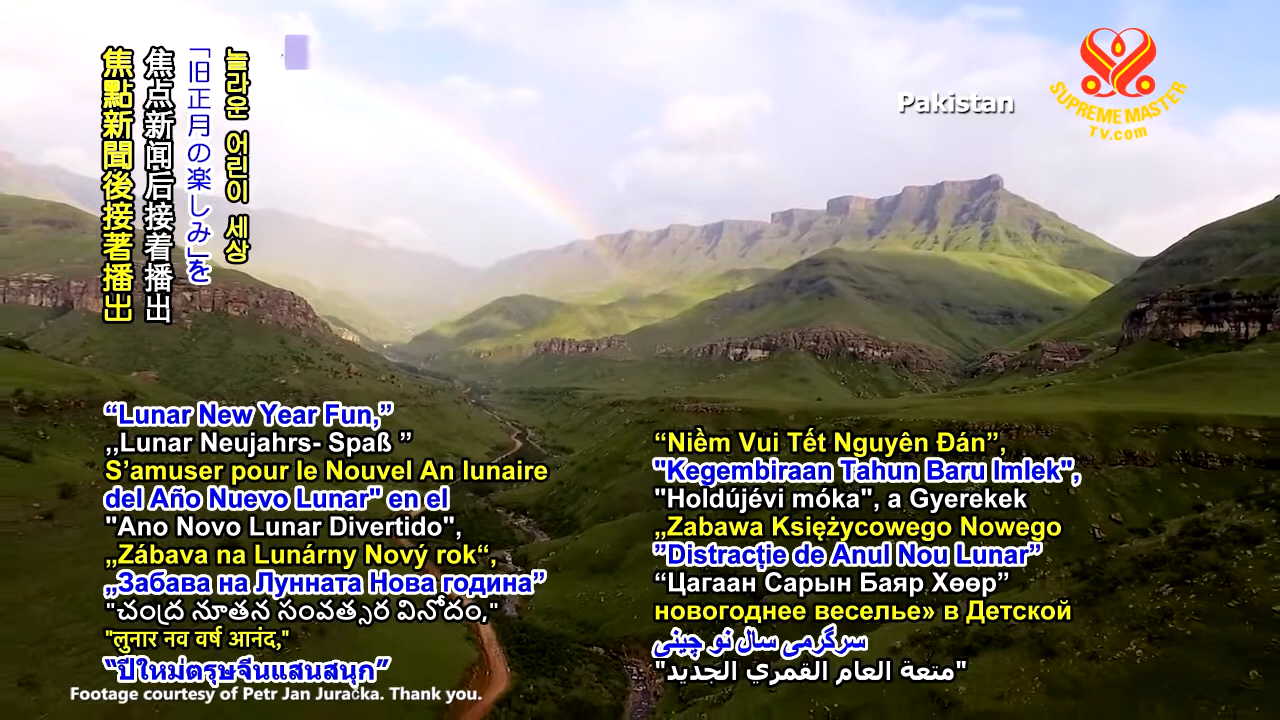 焦點新聞後接著播出
焦点新闻后接着播出
「旧正月の楽しみ」を
놀라운 어린이 세상
Pakistan
SUPREME MASTER
TV.com
“Lunar New Year Fun,”
,,Lunar Neujahrs- Spaß ”
S’amuser pour le Nouvel An lunaire
del Año Nuevo Lunar" en el
"Ano Novo Lunar Divertido",
„Zábava na Lunárny Nový rok“,
„Забава на Лунната Нова година”
"చంద్ర నూతన సంవత్సర వినోదం,"
"लुनार नव वर्ष आनंद,"
“ปีใหม่ตรุษจีนแสนสนุก”
“Niềm Vui Tết Nguyên Đán”,
"Kegembiraan Tahun Baru Imlek",
"Holdújévi móka", a Gyerekek
„Zabawa Księżycowego Nowego
”Distracție de Anul Nou Lunar”
“Цагаан Сарын Баяр Хөөр”
новогоднее веселье» в Детской
سرگرمی سال نو چینی
"متعة العام القمري الجديد"
Footage courtesy of Petr Jan Juračka. Thank you.